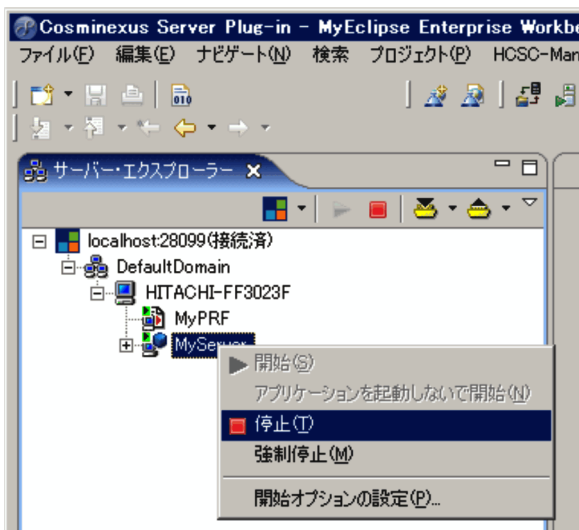 Cosminexus Server Plug-in - MyEclipse Enterprise Workbe
ファイル(F) 編集(E) ナビゲート(N) 検索 プロジェクト(P) HCSC-Man
サーバー・エクスプローラー
localhost:28099(接続済)
DefaultDomain
HITACHI-FF3023F
MyPRF
MyServer
開始(S)
アプリケーションを起動しないで開始(N)
停止(T)
強制停止(M)
開始オプションの設定(P)...